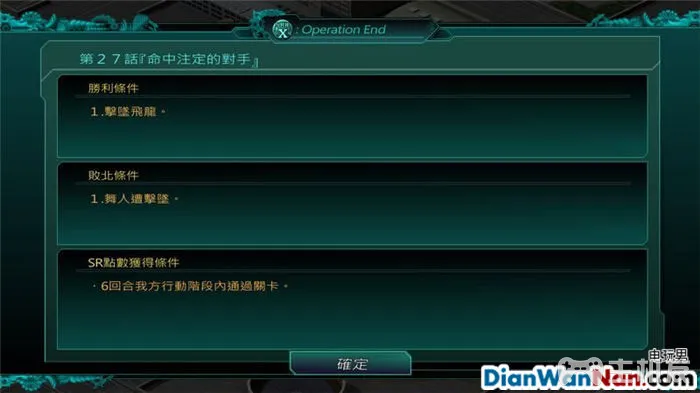 X : Operation End
第２７話『命中注定的對手』
勝利條件
１.擊墜飛龍。
敗北條件
１.舞人遭擊墜。
SR點數獲得條件
・6回合我方行動階段內通過關卡。
確定
电玩男
DianWanNan.com